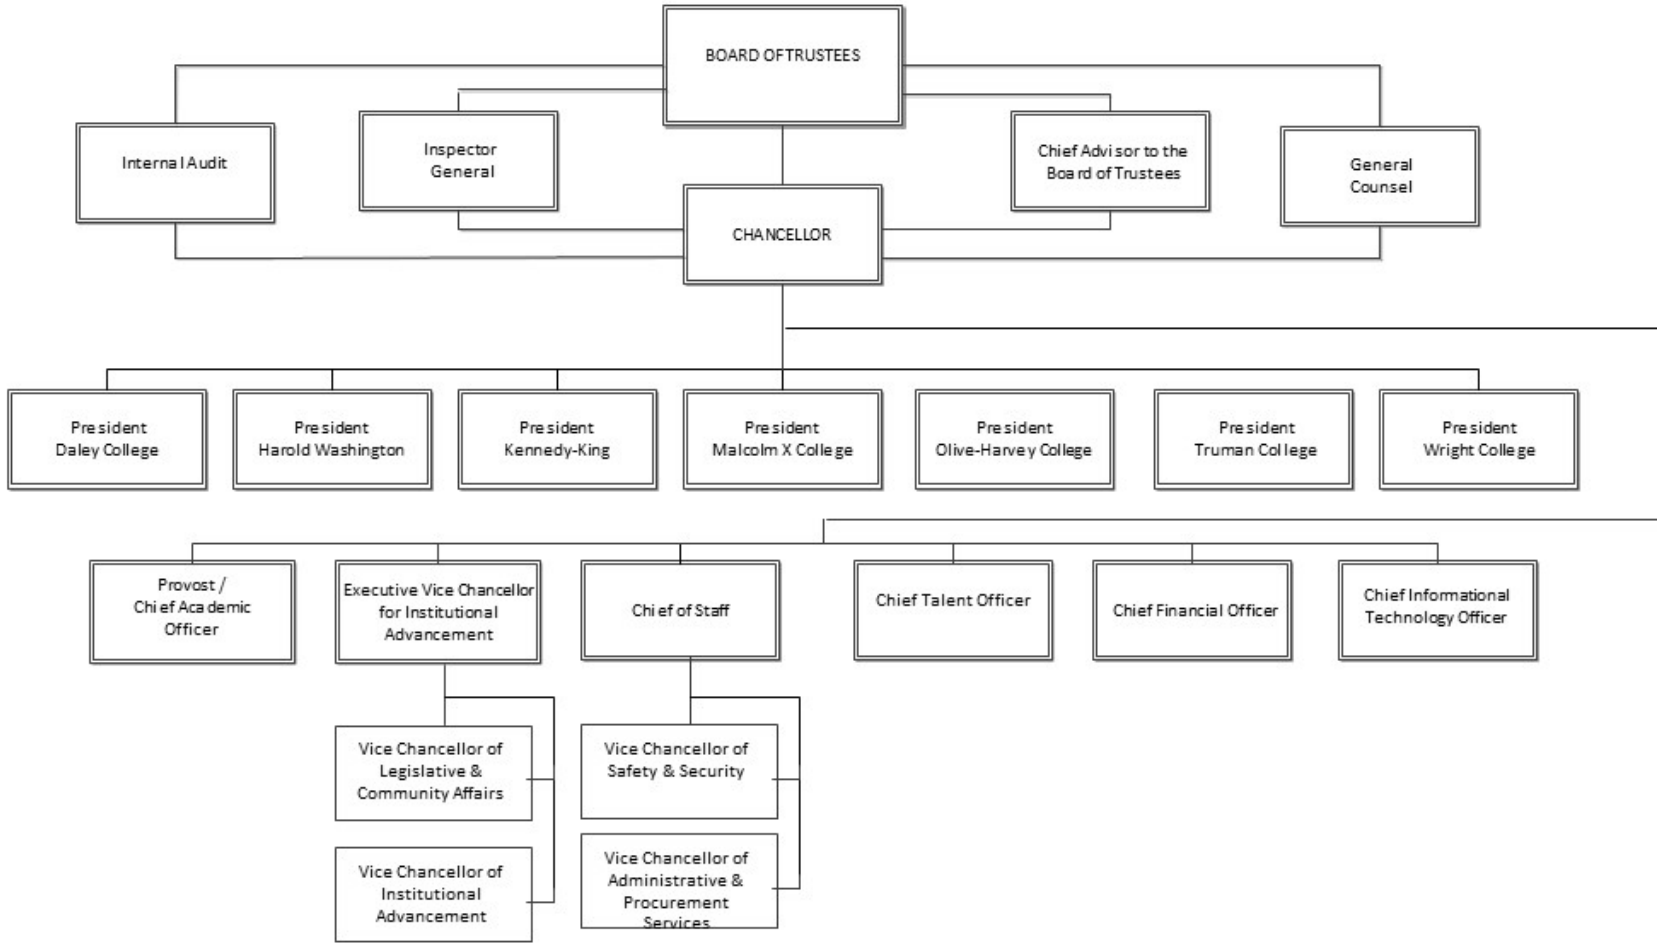 BOARD OF TRUSTEES
Internal Audit
Inspector
General
Chief Advisor to the
Board of Trustees
General
Counsel
CHANCELLOR
President
Daley College
President
Harold Washington
President
Kennedy-King
President
Malcolm X College
President
Olive-Harvey College
President
Truman College
President
Wright College
Provost /
Chief Academic
Officer
Executive Vice Chancellor
for Institutional
Advancement
Chief of Staff
Chief Talent Officer
Chief Financial Officer
Chief Informational
Technology Officer
Vice Chancellor of
Legislative &
Community Affairs
Vice Chancellor of
Safety & Security
Vice Chancellor of
Institutional
Advancement
Vice Chancellor of
Administrative &
Procurement
Services